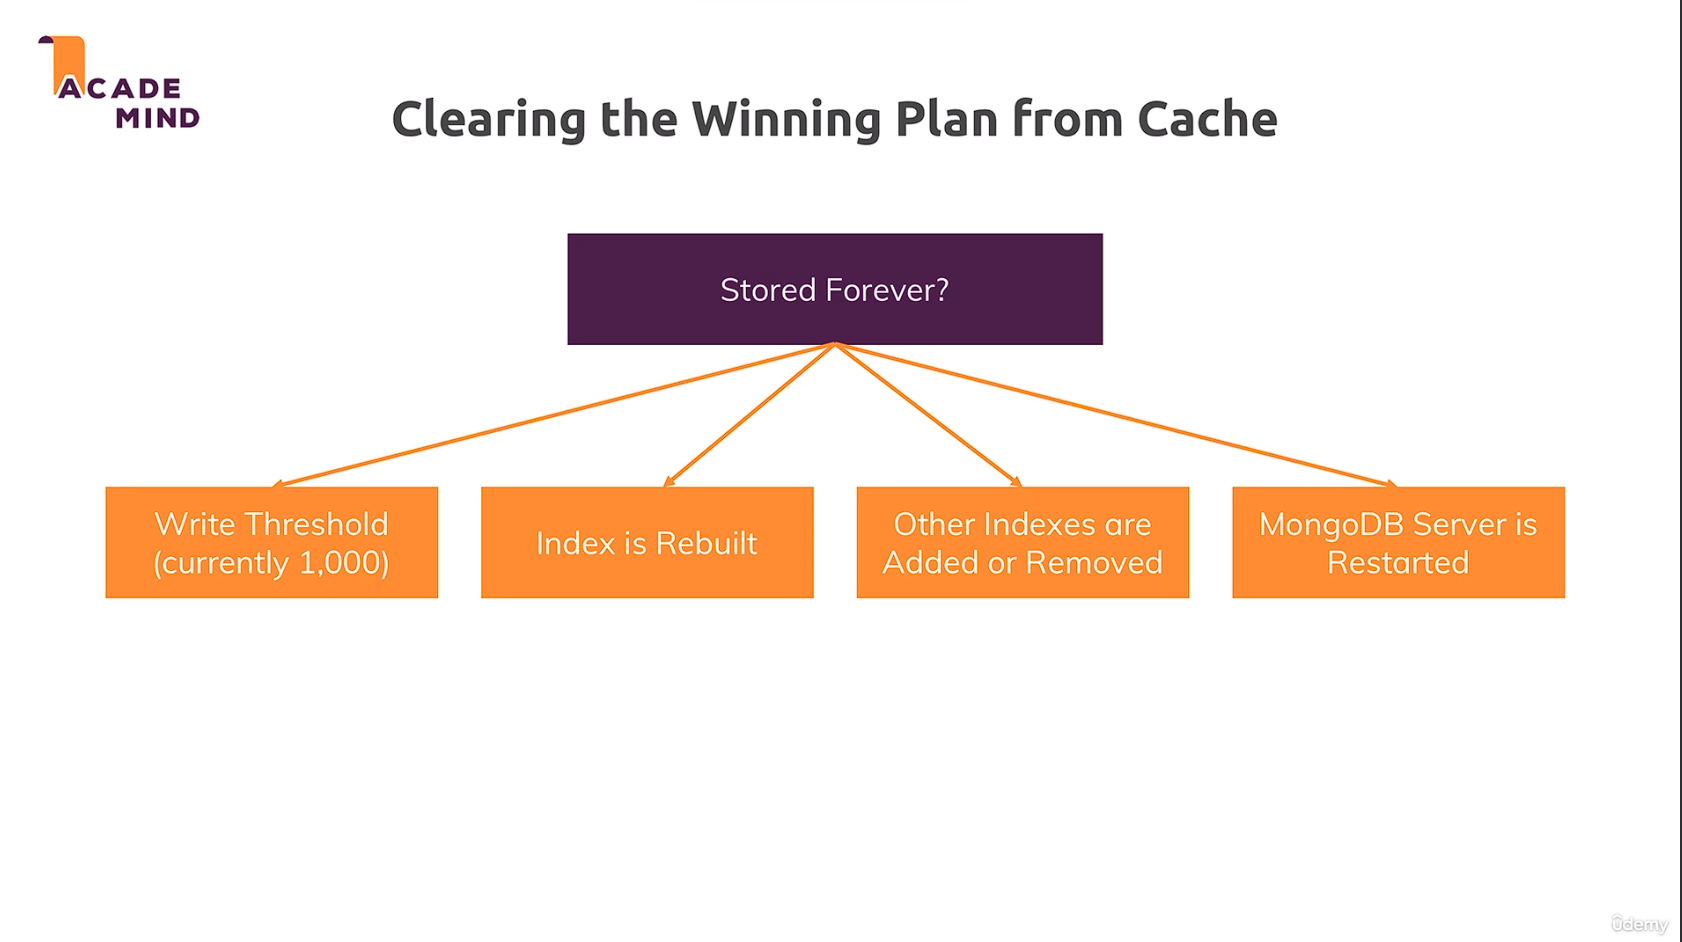 ACADE
MIND
Clearing the Winning Plan from Cache
Stored Forever?
Write Threshold
(currently 1,000)
Index is Rebuilt
Other Indexes are
Added or Removed
MongoDB Server is
Restarted
ûdemy